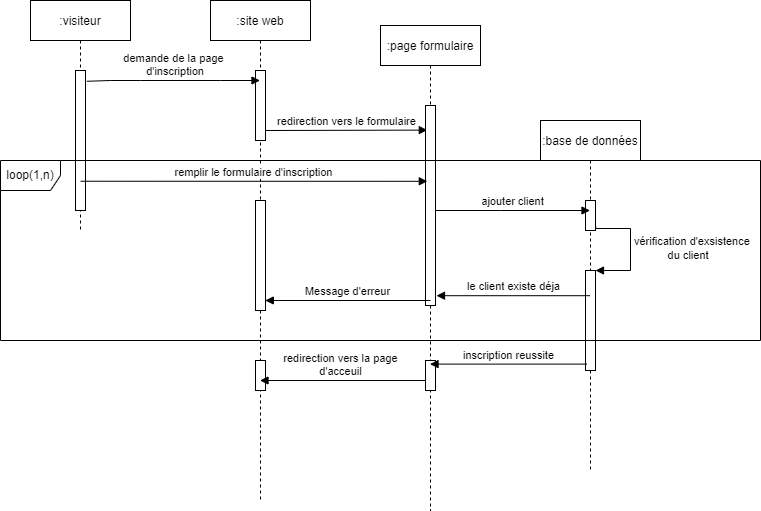 :visiteur
:site web
:page formulaire
demande de la page
d'inscription
redirection vers le formulaire
:base de données
loop(1,n)
remplir le formulaire d'inscription
ajouter client
vérification d'exsistence
du client
le client existe déja
Message d'erreur
inscription reussite
redirection vers la page
d'acceuil